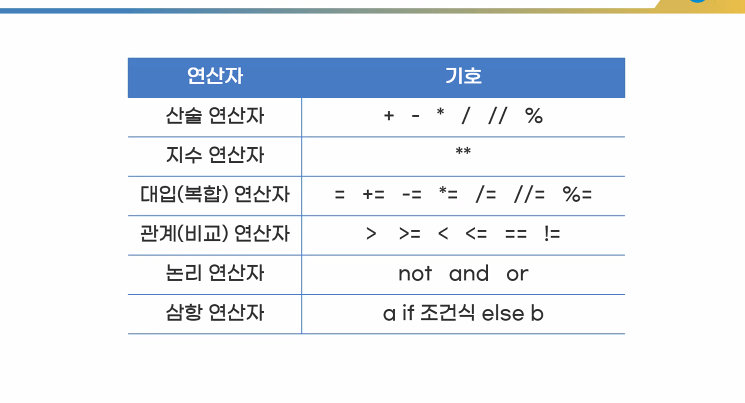 연산자 기호
산술 연산자 + - * / // %
지수 연산자 **
대입(복합) 연산자 = += -= *= /= //= %=
관계(비교) 연산자 > >= < <= == !=
논리 연산자 not and or
삼항 연산자 a if 조건식 else b